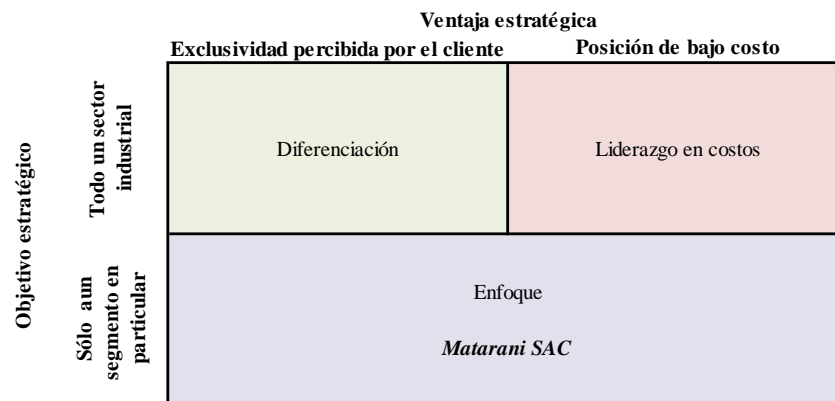 Ventaja estratégica
Exclusividad percibida por el cliente
Posición de bajo costo
Objetivo estratégico
Todo un sector
industrial
Diferenciación
Liderazgo en costos
Sólo aun
segmento en
particular
Enfoque
Matarani SAC